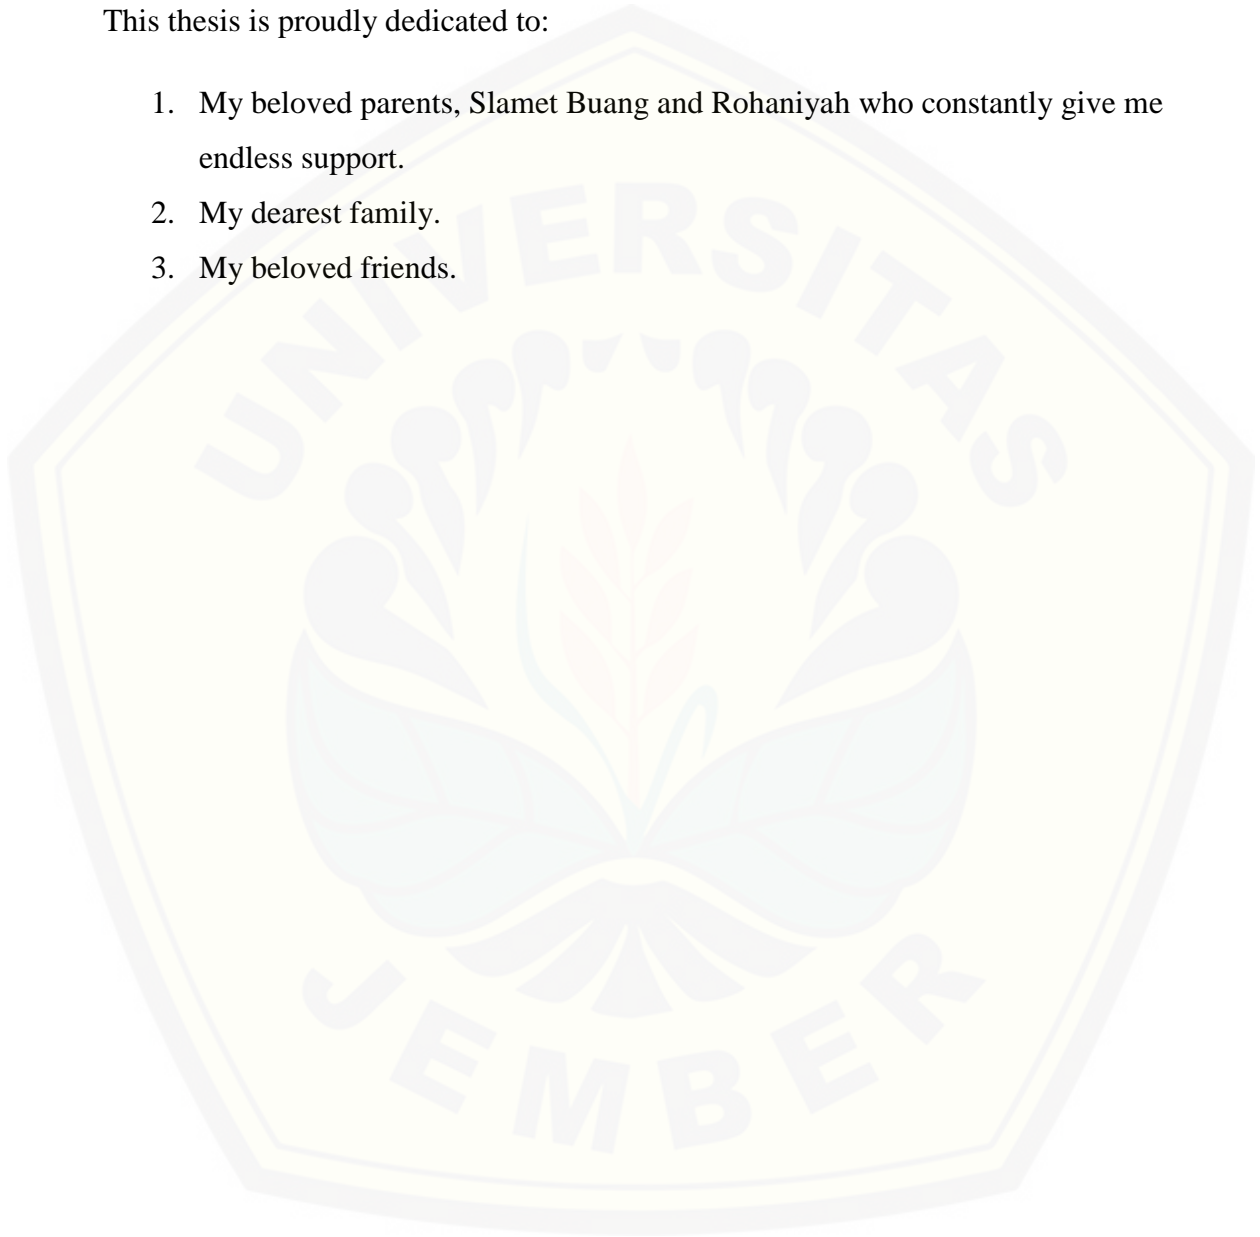 This thesis is proudly dedicated to:
1. My beloved parents, Slamet Buang and Rohaniyah who constantly give me
endless support.
2. My dearest family.
3. My beloved friends.
UNIVERSITAS
JEMBER